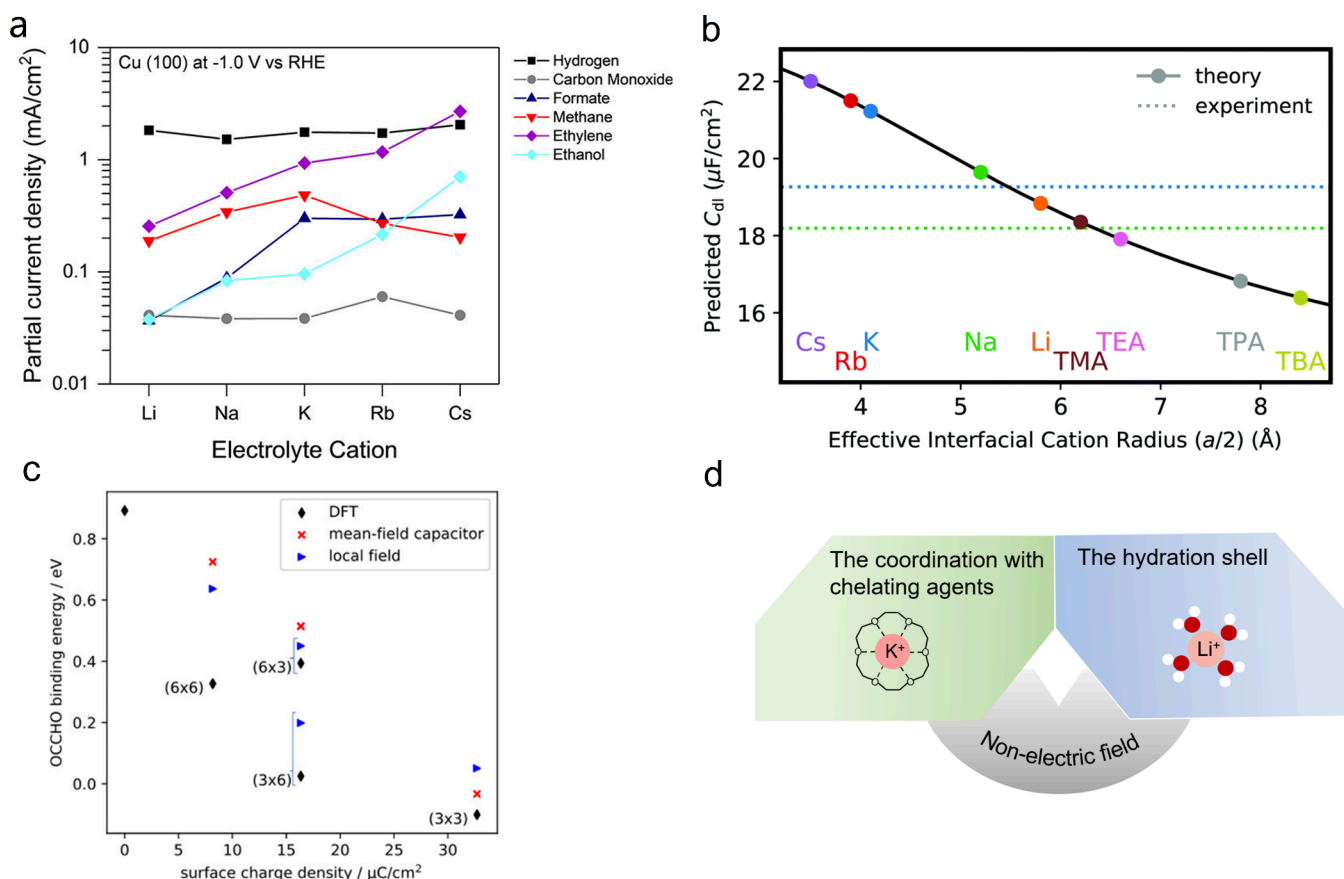 a
Cu (100) at -1.0 V vs RHE
10
1
0.1
0.01
Partial current density (mA/cm²)
Li Na K Rb Cs
Electrolyte Cation
Hydrogen
Carbon Monoxide
Formate
Methane
Ethylene
Ethanol
b
theory
experiment
22
20
18
16
Predicted Cdl (μF/cm²)
Cs Rb K Na Li TMA TEA TPA TBA
4 5 6 7 8
Effective Interfacial Cation Radius (a/2) (Å)
c
DFT
mean-field capacitor
local field
0.8
0.6
0.4
0.2
0.0
OCCHO binding energy / eV
(6x6)
(6x3)
(3x6)
(3x3)
0 5 10 15 20 25 30
surface charge density / μC/cm²
d
The coordination with
chelating agents
K⁺
The hydration shell
Li⁺
Non-electric field